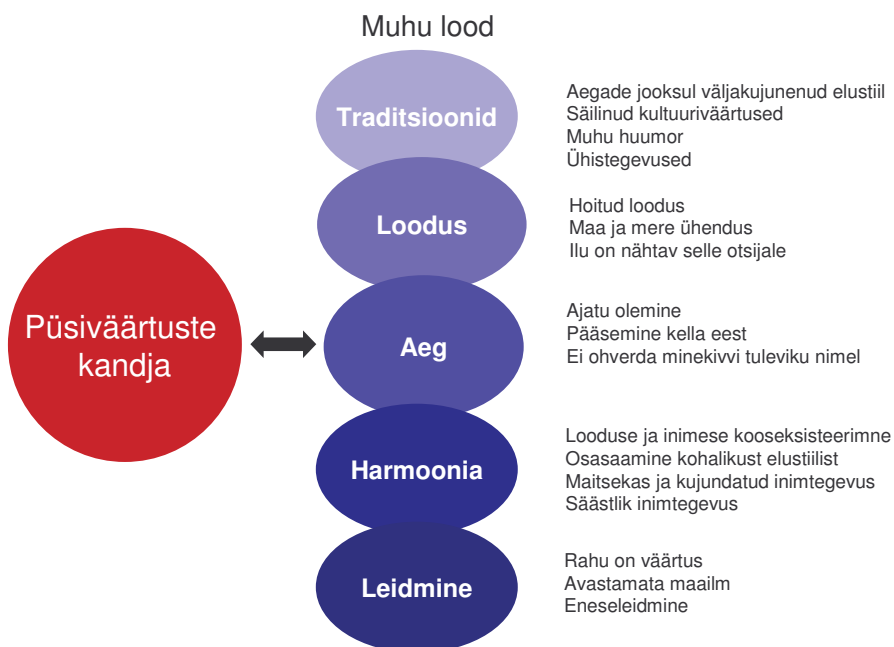 Muhu lood
Traditsioonid
Aegade jooksul väljakujunenud elustiil
Säilinud kultuuriväärtused
Muhu huumor
Ühistegevused
Loodus
Hoitud loodus
Maa ja mere ühendus
Ilu on nähtav selle otsijale
Püsiväärtuste
kandja
Aeg
Ajatu olemine
Pääsemine kella eest
Ei ohverda minekivvi tuleviku nimel
Harmoonia
Looduse ja inimese kooseksisteerimne
Osasaamine kohalikust elustiilist
Maitsekas ja kujundatud inimtegevus
Säästlik inimtegevus
Leidmine
Rahu on väärtus
Avastamata maailm
Eneseleidmine